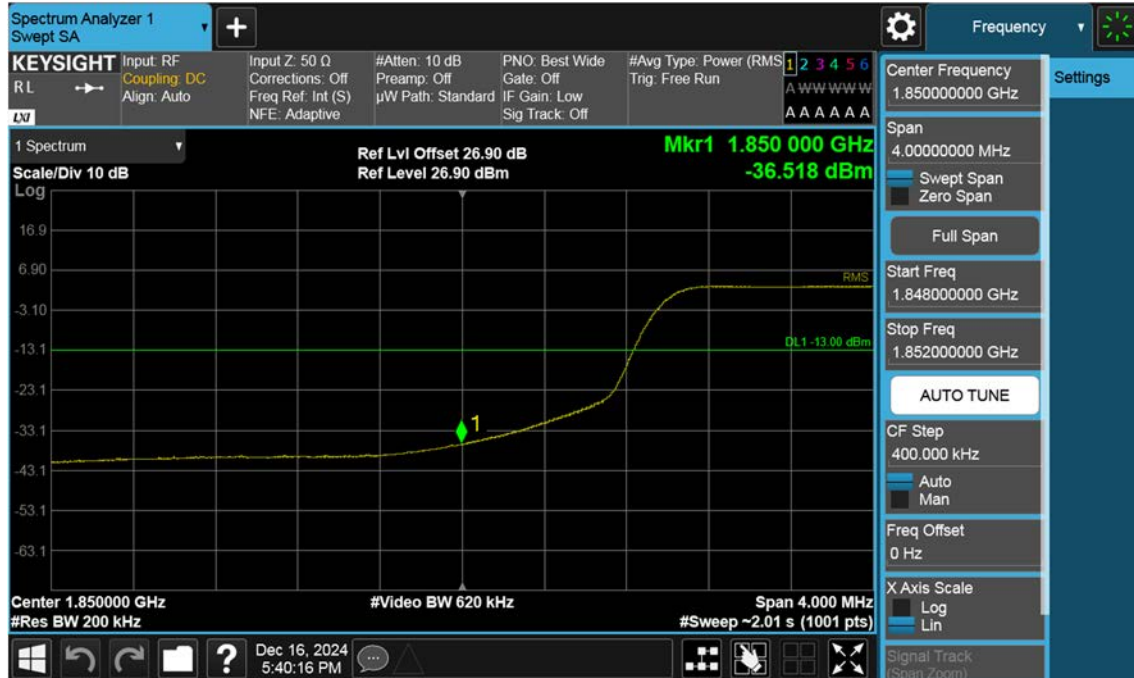 Spectrum Analyzer 1
Swept SA
+
Frequency
KEYSIGHT
R L
LXI
Input: RF
Coupling: DC
Align: Auto
Input Z: 50 Ω
Corrections: Off
Freq Ref: Int (S)
NFE: Adaptive
#Atten: 10 dB
Preamp: Off
µW Path: Standard
PNO: Best Wide
Gate: Off
IF Gain: Low
Sig Track: Off
#Avg Type: Power (RMS
Trig: Free Run
1 2 3 4 5 6
A W W W W W
A A A A A A
1 Spectrum
Scale/Div 10 dB
Log
Ref Lvl Offset 26.90 dB
Ref Level 26.90 dBm
Mkr1 1.850 000 GHz
-36.518 dBm
16.9
6.90
-3.10
-13.1
-23.1
-33.1
-43.1
-53.1
-63.1
RMS
DL1 -13.00 dBm
1
Center 1.850000 GHz
#Res BW 200 kHz
#Video BW 620 kHz
Span 4.000 MHz
#Sweep ~2.01 s (1001 pts)
Center Frequency
1.850000000 GHz
Settings
Span
4.00000000 MHz
Swept Span
Zero Span
Full Span
Start Freq
1.848000000 GHz
Stop Freq
1.852000000 GHz
AUTO TUNE
CF Step
400.000 kHz
Auto
Man
Freq Offset
0 Hz
X Axis Scale
Log
Lin
Signal Track
(Span Zoom)
?
Dec 16, 2024
5:40:16 PM